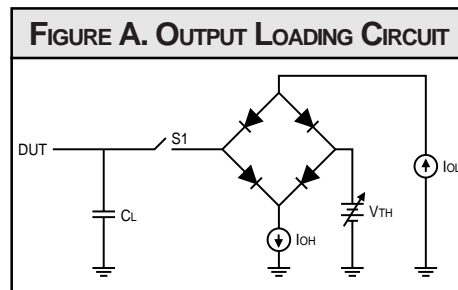 FIGURE A. OUTPUT LOADING CIRCUIT
DUT
S1
CL
IOH
VTH
IOL